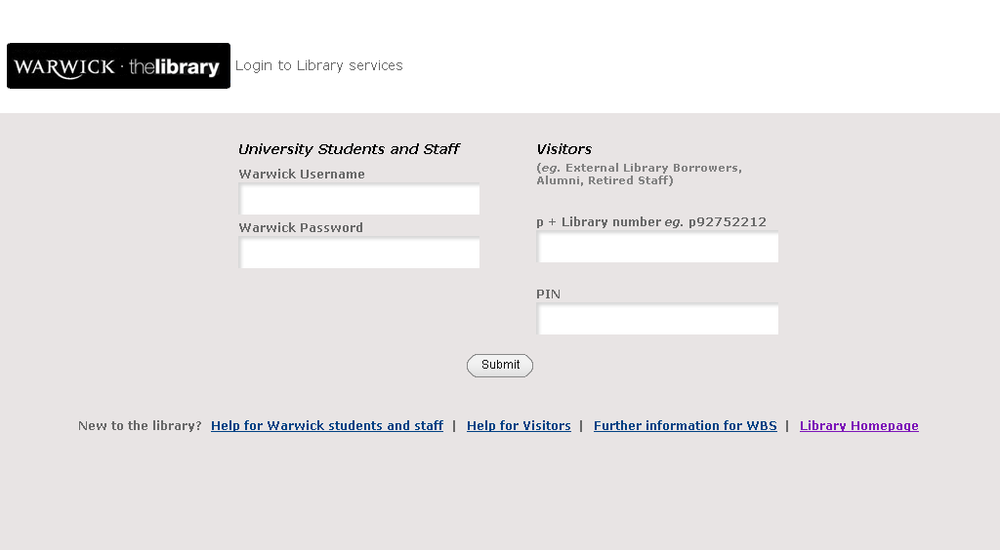 WARWICK · thelibrary Login to Library services
University Students and Staff
Warwick Username
Warwick Password
Visitors
(eg. External Library Borrowers,
Alumni, Retired Staff)
p + Library number eg. p92752212
PIN
Submit
New to the library? Help for Warwick students and staff | Help for Visitors | Further information for WBS | Library Homepage